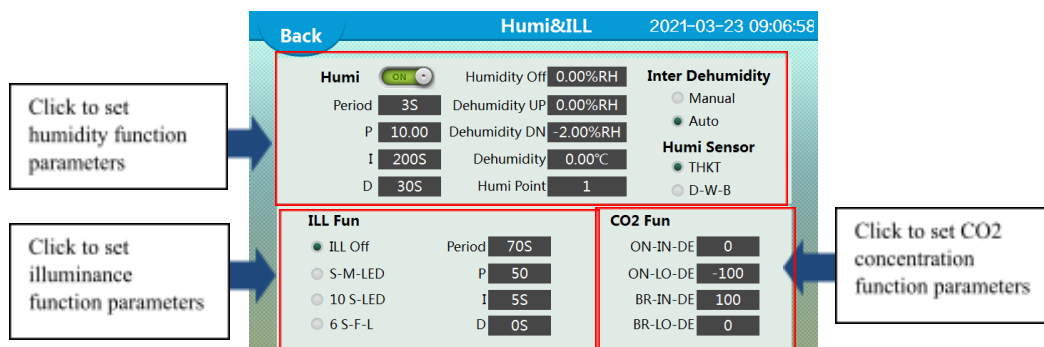 Back
Humi&ILL
2021-03-23 09:06:58
Click to set
humidity function
parameters
Humi ON
Period 3S
P 10.00
I 200S
D 30S
Humidity Off 0.00%RH
Dehumidity UP 0.00%RH
Dehumidity DN -2.00%RH
Dehumidity 0.00℃
Humi Point 1
Inter Dehumidity
Manual
Auto
Humi Sensor
THKT
D-W-B
Click to set
illuminance
function parameters
ILL Fun
ILL Off
S-M-LED
10 S-LED
6 S-F-L
Period 70S
P 50
I 5S
D 0S
CO2 Fun
ON-IN-DE 0
ON-LO-DE -100
BR-IN-DE 100
BR-LO-DE 0
Click to set CO2
concentration
function parameters